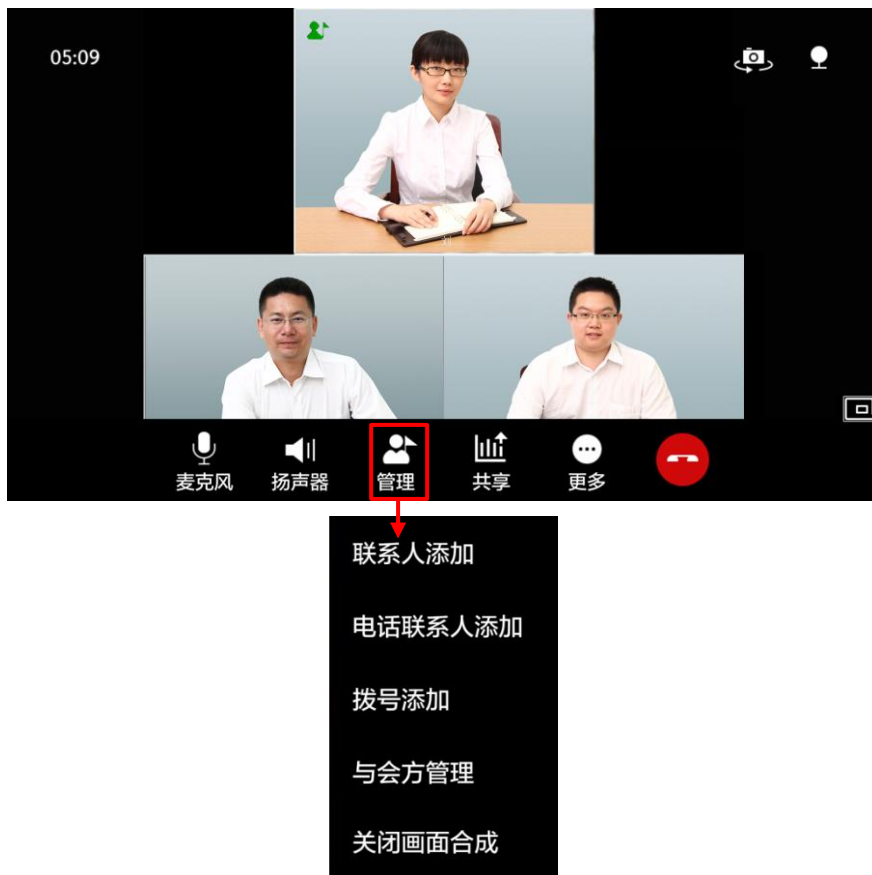 05:09
麦克风
扬声器
管理
共享
更多
联系人添加
电话联系人添加
拨号添加
与会方管理
关闭画面合成